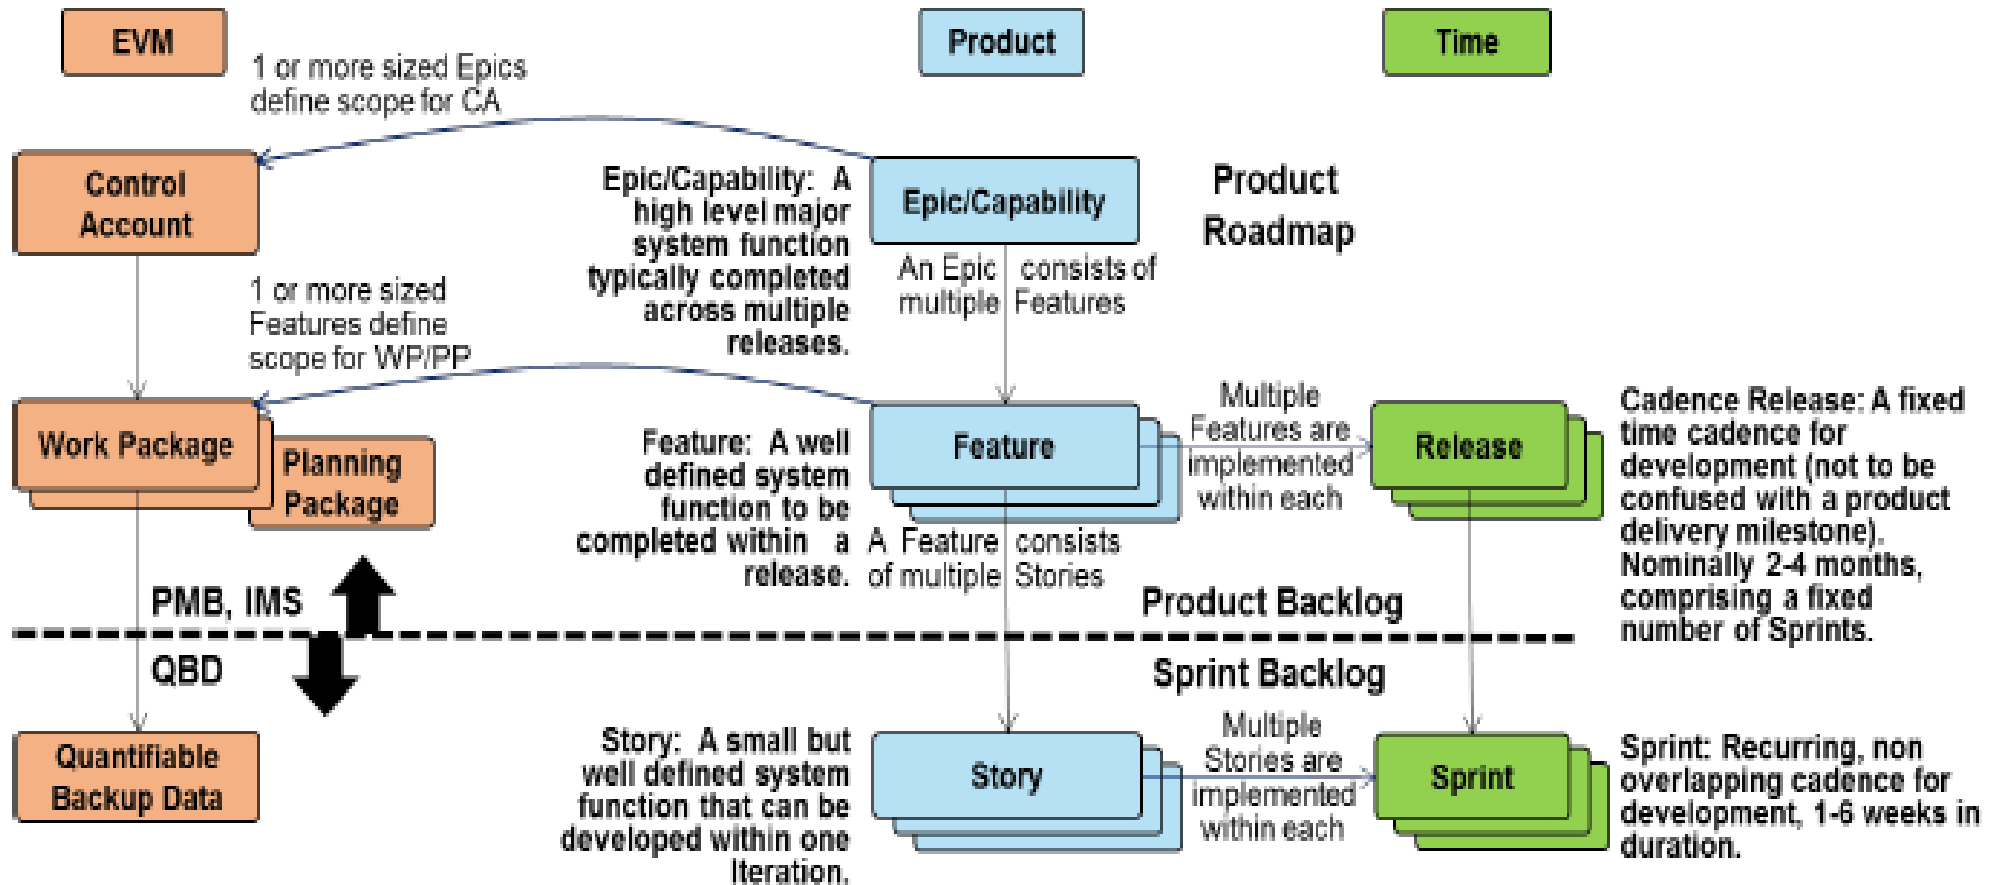 EVM
Product
Time
1 or more sized Epics
define scope for CA
Control
Account
Epic/Capability: A
high level major
system function
typically completed
across multiple
releases.
Epic/Capability
Product
Roadmap
An Epic consists of
multiple Features
1 or more sized
Features define
scope for WP/PP
Work Package
Planning
Package
Feature: A well
defined system
function to be
completed within a
release.
Feature
Multiple
Features are
implemented
within each
Release
Cadence Release: A fixed
time cadence for
development (not to be
confused with a product
delivery milestone).
Nominally 2-4 months,
comprising a fixed
number of Sprints.
A Feature consists
of multiple Stories
PMB, IMS
Product Backlog
QBD
Sprint Backlog
Quantifiable
Backup Data
Story: A small but
well defined system
function that can be
developed within one
Iteration.
Story
Multiple
Stories are
implemented
within each
Sprint
Sprint: Recurring, non
overlapping cadence for
development, 1-6 weeks in
duration.